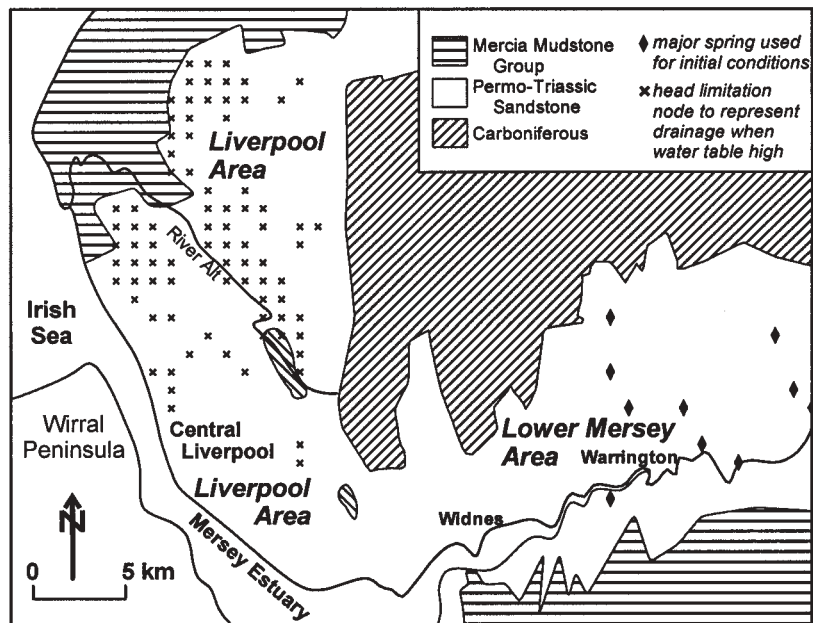 Mercia Mudstone
Group
Permo-Triassic
Sandstone
Carboniferous
major spring used
for initial conditions
head limitation
node to represent
drainage when
water table high
Liverpool
Area
River Alt
Irish
Sea
Wirral
Peninsula
Central
Liverpool
Liverpool
Area
Lower Mersey
Area
Warrington
Widnes
Mersey Estuary
N
0 5 km